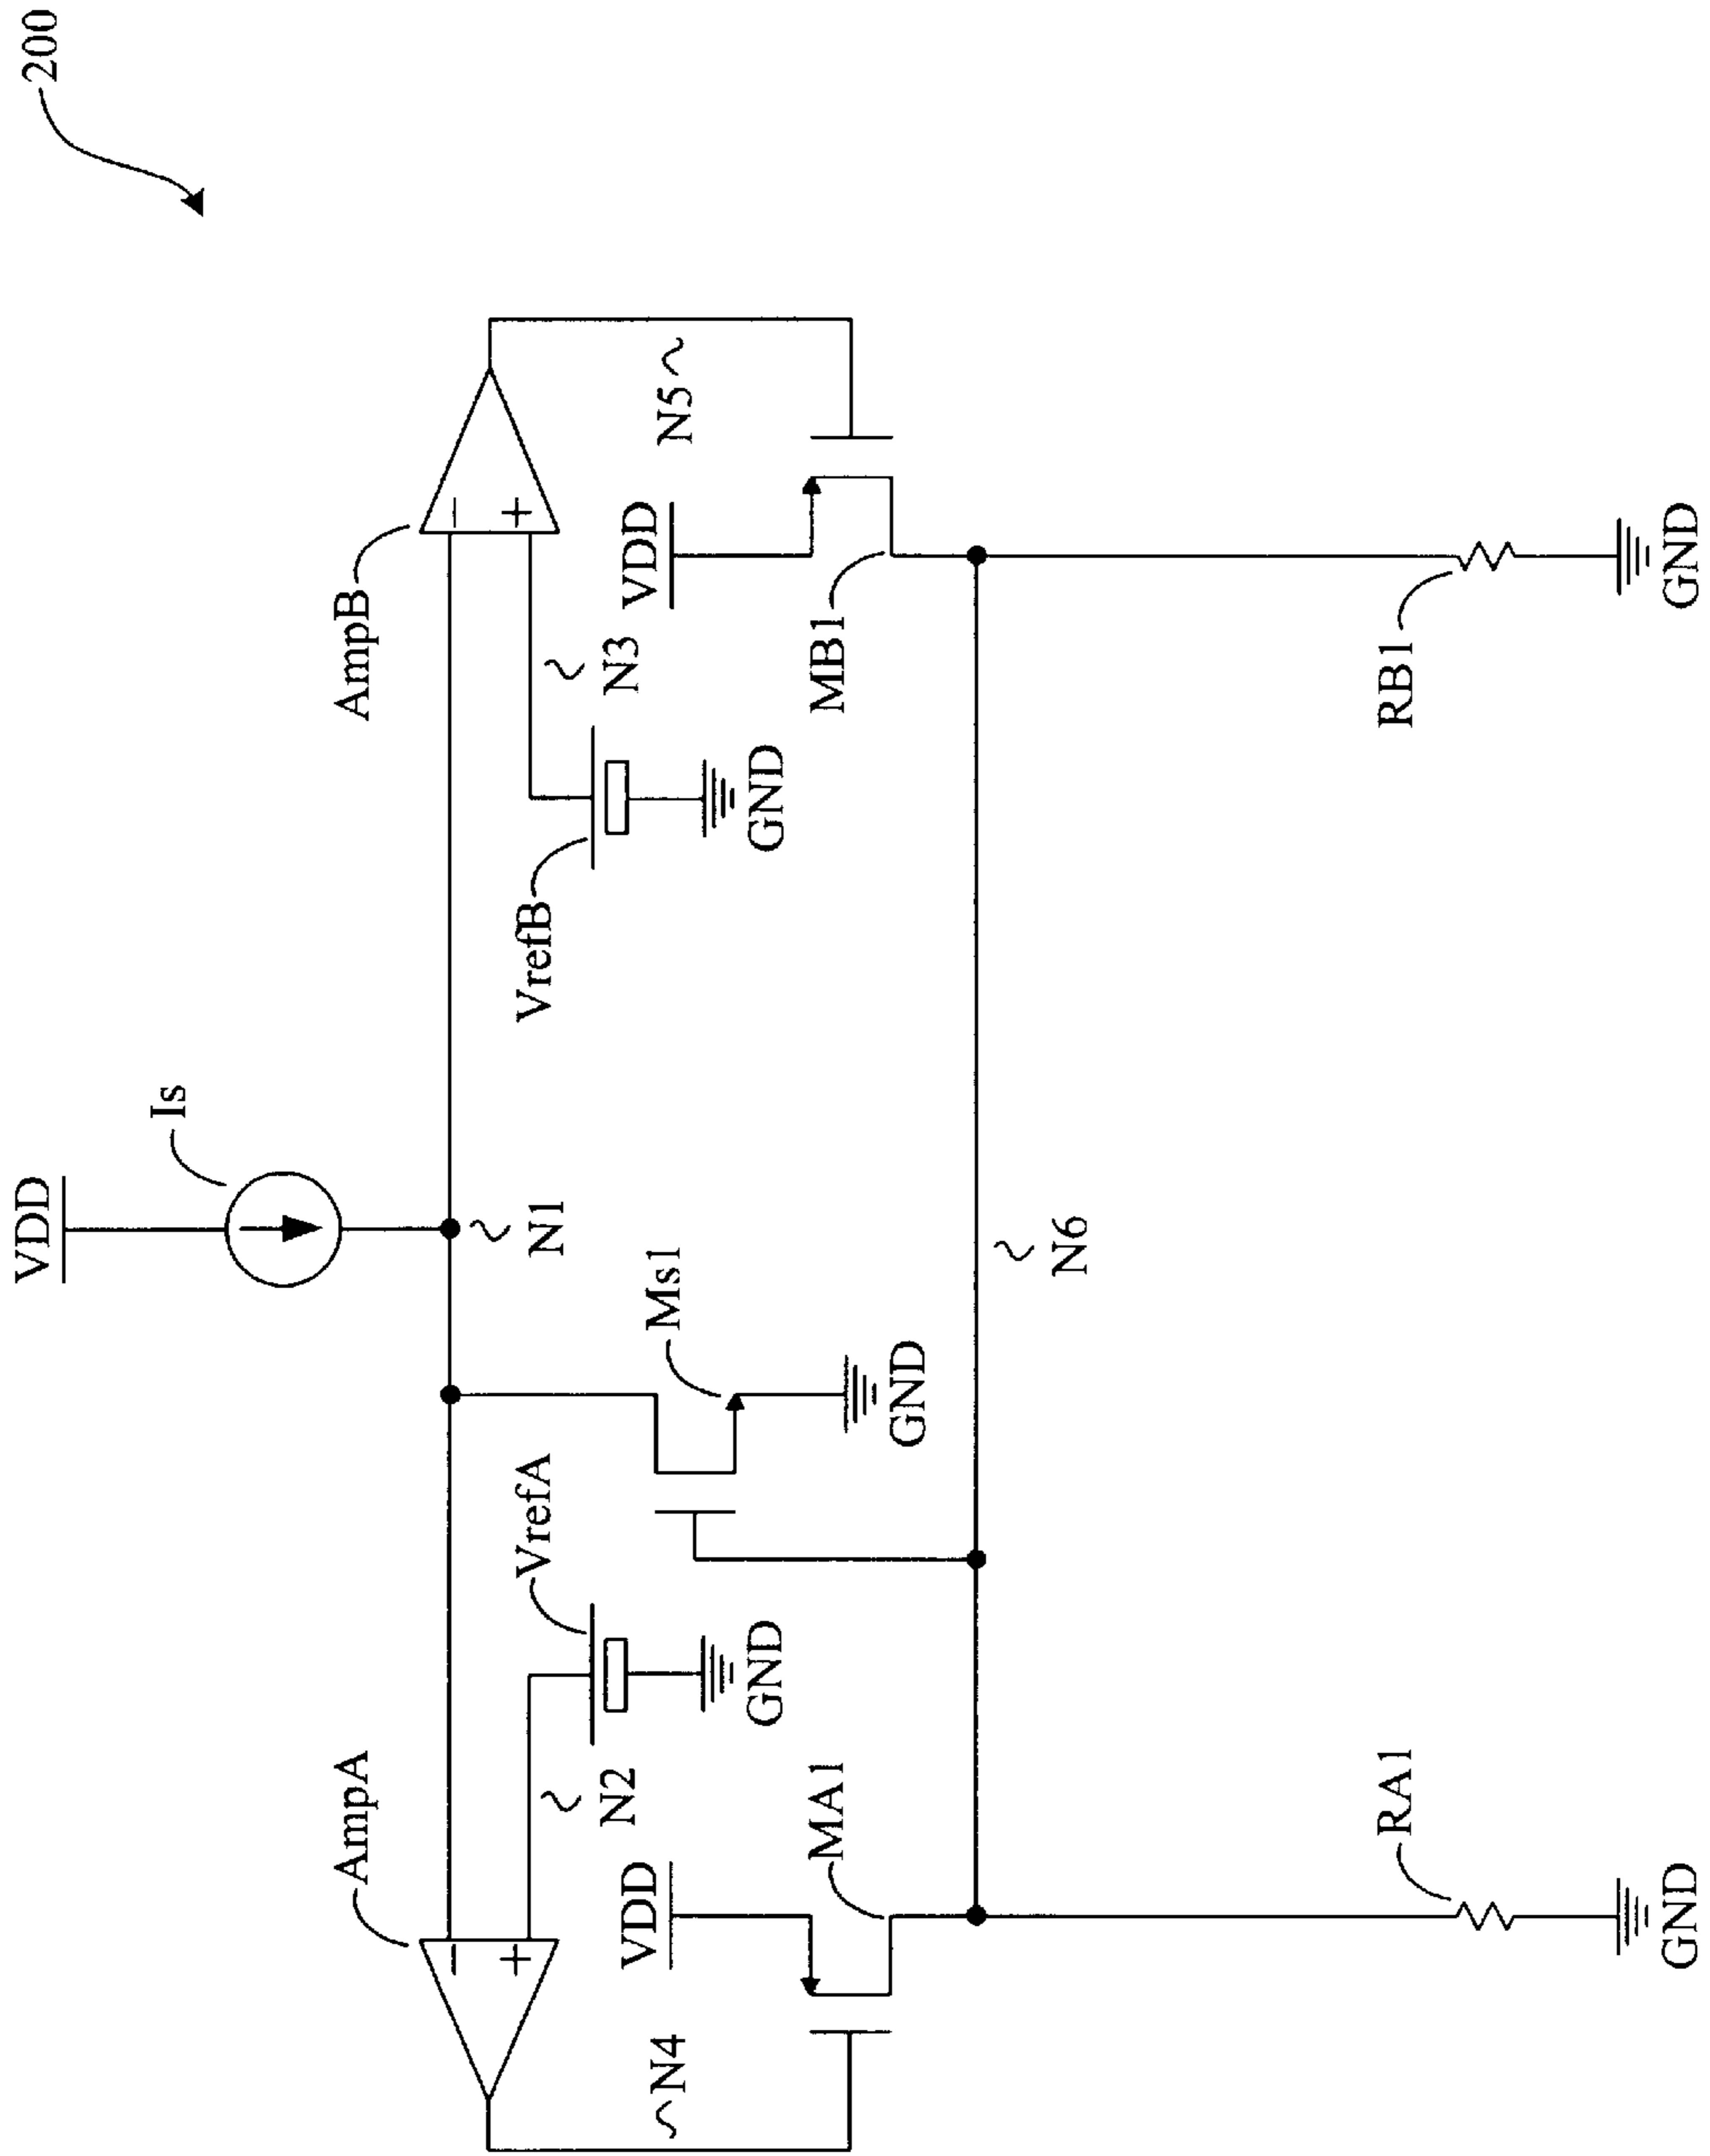 200
VDD
Is
AmpA
AmpB
N1
VrefA
VrefB
Ms1
N2
N3
N4
N5
VDD
VDD
GND
GND
MA1
MB1
GND
N6
RA1
RB1
GND
GND
−
+
−
+